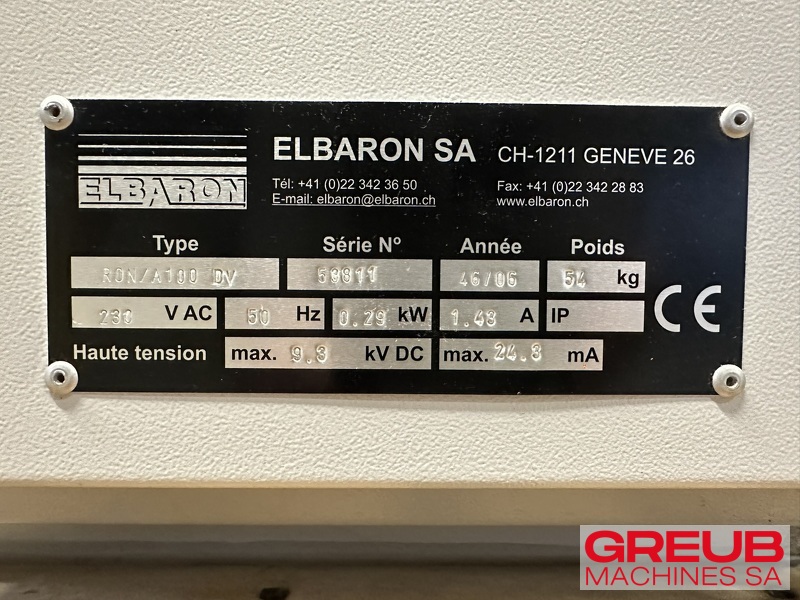 ELBARON
ELBARON SA CH-1211 GENEVE 26
Tél: +41 (0)22 342 36 50 Fax: +41 (0)22 342 28 83
E-mail: elbaron@elbaron.ch www.elbaron.ch
Type Série Nº Année Poids
RON/A100 DV 53811 46/06 54 kg
230 V AC 50 Hz 0.29 kW 1.43 A IP
CE
Haute tension max. 9.3 kV DC max. 24.3 mA
GREUB
MACHINES SA